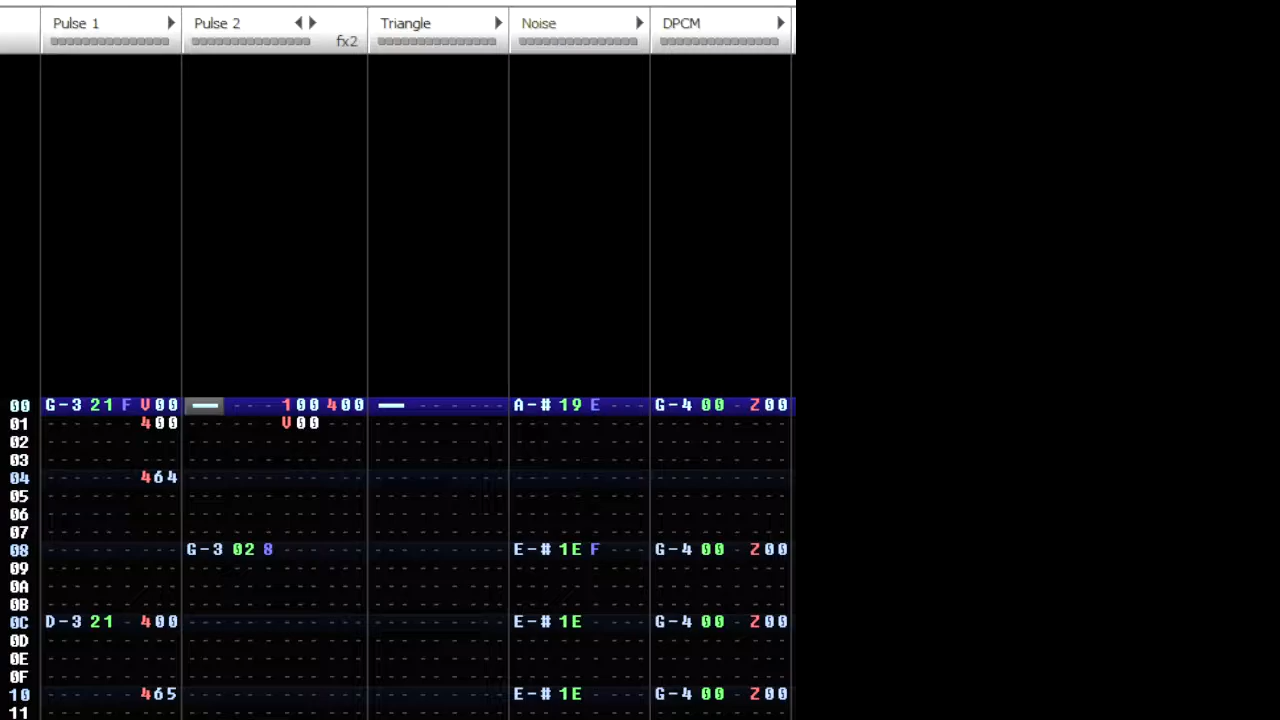 Pulse 1 Pulse 2 Triangle Noise DPCM
fx2
00 G-3 21 F V00 --- 100 400 - - - - - - A-# 19 E G-4 00 - Z00
01 - - - - - - 400 - - - - - - V00 - - - - - - - - - - - - - - - - - - - - - - - - - - - - - -
02 - - - - - - - - - - - - - - - - - - - - - - - - - - - - - - - - - - - - - - - - - - - - - - - -
03 - - - - - - - - - - - - - - - - - - - - - - - - - - - - - - - - - - - - - - - - - - - - - - - -
04 - - - - - - 464 - - - - - - - - - - - - - - - - - - - - - - - - - - - - - - - - - - - - - - -
05 - - - - - - - - - - - - - - - - - - - - - - - - - - - - - - - - - - - - - - - - - - - - - - - -
06 - - - - - - - - - - - - - - - - - - - - - - - - - - - - - - - - - - - - - - - - - - - - - - - -
07 - - - - - - - - - - - - - - - - - - - - - - - - - - - - - - - - - - - - - - - - - - - - - - - -
08 - - - - - - - - - G-3 02 8 - - - - - - - - - - - - - - - E-# 1E F - - - G-4 00 - Z00
09 - - - - - - - - - - - - - - - - - - - - - - - - - - - - - - - - - - - - - - - - - - - - - - - -
0A - - - - - - - - - - - - - - - - - - - - - - - - - - - - - - - - - - - - - - - - - - - - - - - -
0B - - - - - - - - - - - - - - - - - - - - - - - - - - - - - - - - - - - - - - - - - - - - - - - -
0C D-3 21 - 400 - - - - - - - - - - - - - - - - - - - - - E-# 1E - - - - G-4 00 - Z00
0D - - - - - - - - - - - - - - - - - - - - - - - - - - - - - - - - - - - - - - - - - - - - - - - -
0E - - - - - - - - - - - - - - - - - - - - - - - - - - - - - - - - - - - - - - - - - - - - - - - -
0F - - - - - - - - - - - - - - - - - - - - - - - - - - - - - - - - - - - - - - - - - - - - - - - -
10 - - - - - - 465 - - - - - - - - - - - - - - - - - - - - - E-# 1E - - - - G-4 00 - Z00
11